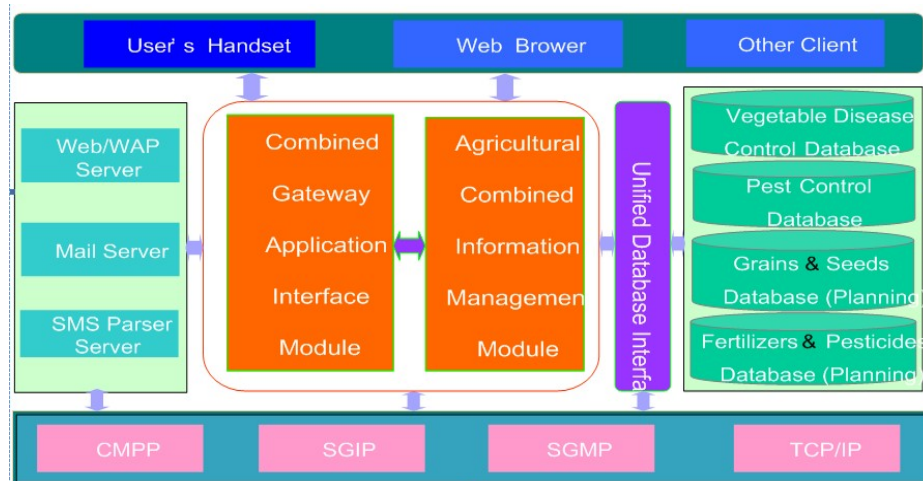 User's Handset
Web Brower
Other Client
Web/WAP
Server
Mail Server
SMS Parser
Server
Combined
Gateway
Application
Interface
Module
Agricultural
Combined
Information
Managemen
Module
Unified Database Interfa
Vegetable Disease
Control Database
Pest Control
Database
Grains & Seeds
Database (Planning)
Fertilizers & Pesticides
Database (Planning)
CMPP
SGIP
SGMP
TCP/IP